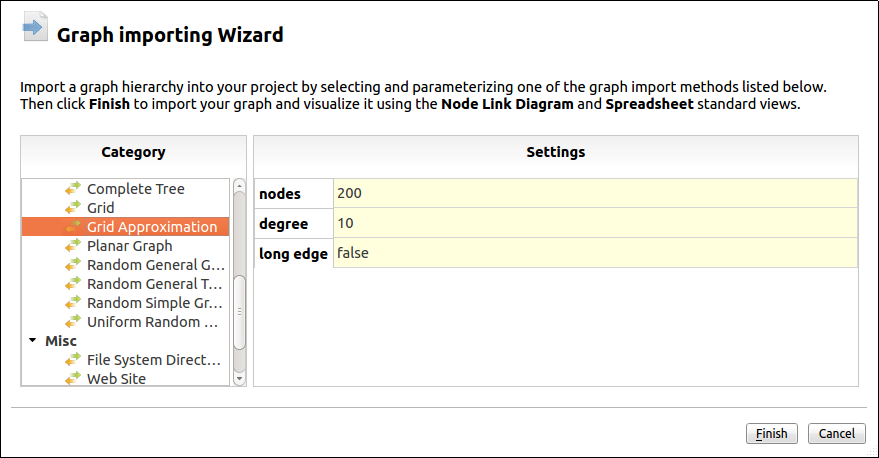 Graph importing Wizard
Import a graph hierarchy into your project by selecting and parameterizing one of the graph import methods listed below.
Then click Finish to import your graph and visualize it using the Node Link Diagram and Spreadsheet standard views.
Category
Complete Tree
Grid
Grid Approximation
Planar Graph
Random General G...
Random General T...
Random Simple Gr...
Uniform Random ...
Misc
File System Direct...
Web Site
Settings
nodes 200
degree 10
long edge false
Finish Cancel